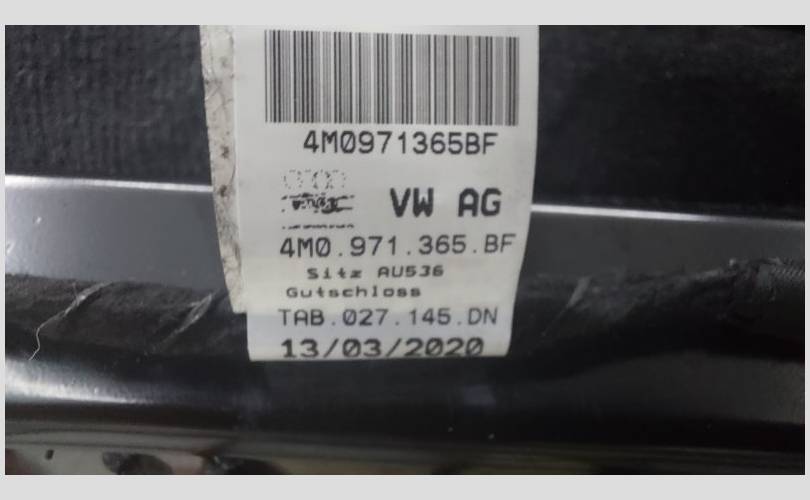 4M0971365BF
VW AG
4M0.971.365.BF
Sitz AU536
Gutschloss
TAB.027.145.DN
13/03/2020